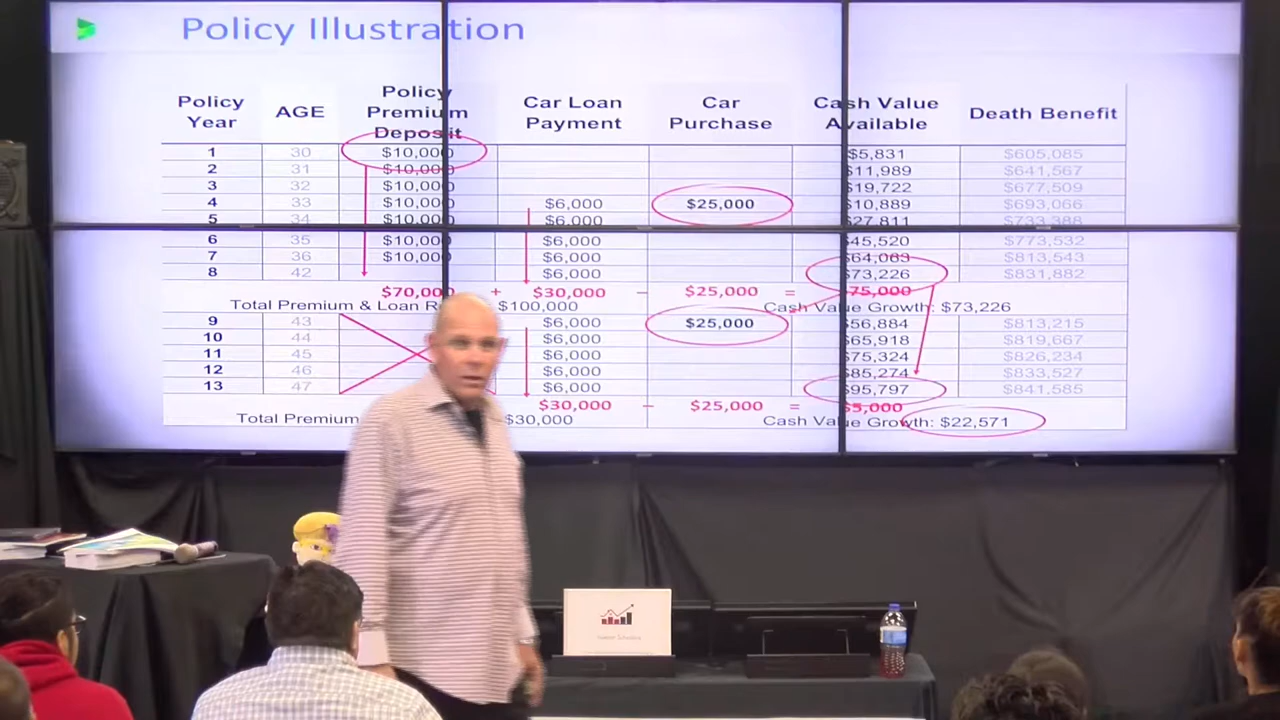 Policy Illustration
Policy Year AGE Policy Premium Deposit Car Loan Payment Car Purchase Cash Value Available Death Benefit
1 30 $10,000 $5,831 $605,085
2 31 $10,000 $11,989 $641,567
3 32 $10,000 $19,722 $677,509
4 33 $10,000 $6,000 $25,000 $10,889 $693,066
5 34 $10,000 $6,000 $27,811 $733,388
6 35 $10,000 $6,000 $45,520 $773,532
7 36 $10,000 $6,000 $64,083 $813,543
8 42 $6,000 $73,226 $831,882
$70,000 + $30,000 – $25,000 = 75,000
Total Premium & Loan $100,000 Cash Value Growth: $73,226
9 43 $6,000 $25,000 $56,884 $813,215
10 44 $6,000 $65,918 $819,667
11 45 $6,000 $75,324 $826,234
12 46 $6,000 $85,274 $833,527
13 47 $6,000 $95,797 $841,585
$30,000 – $25,000 = $5,000
Total Premium $30,000 Cash Value Growth: $22,571